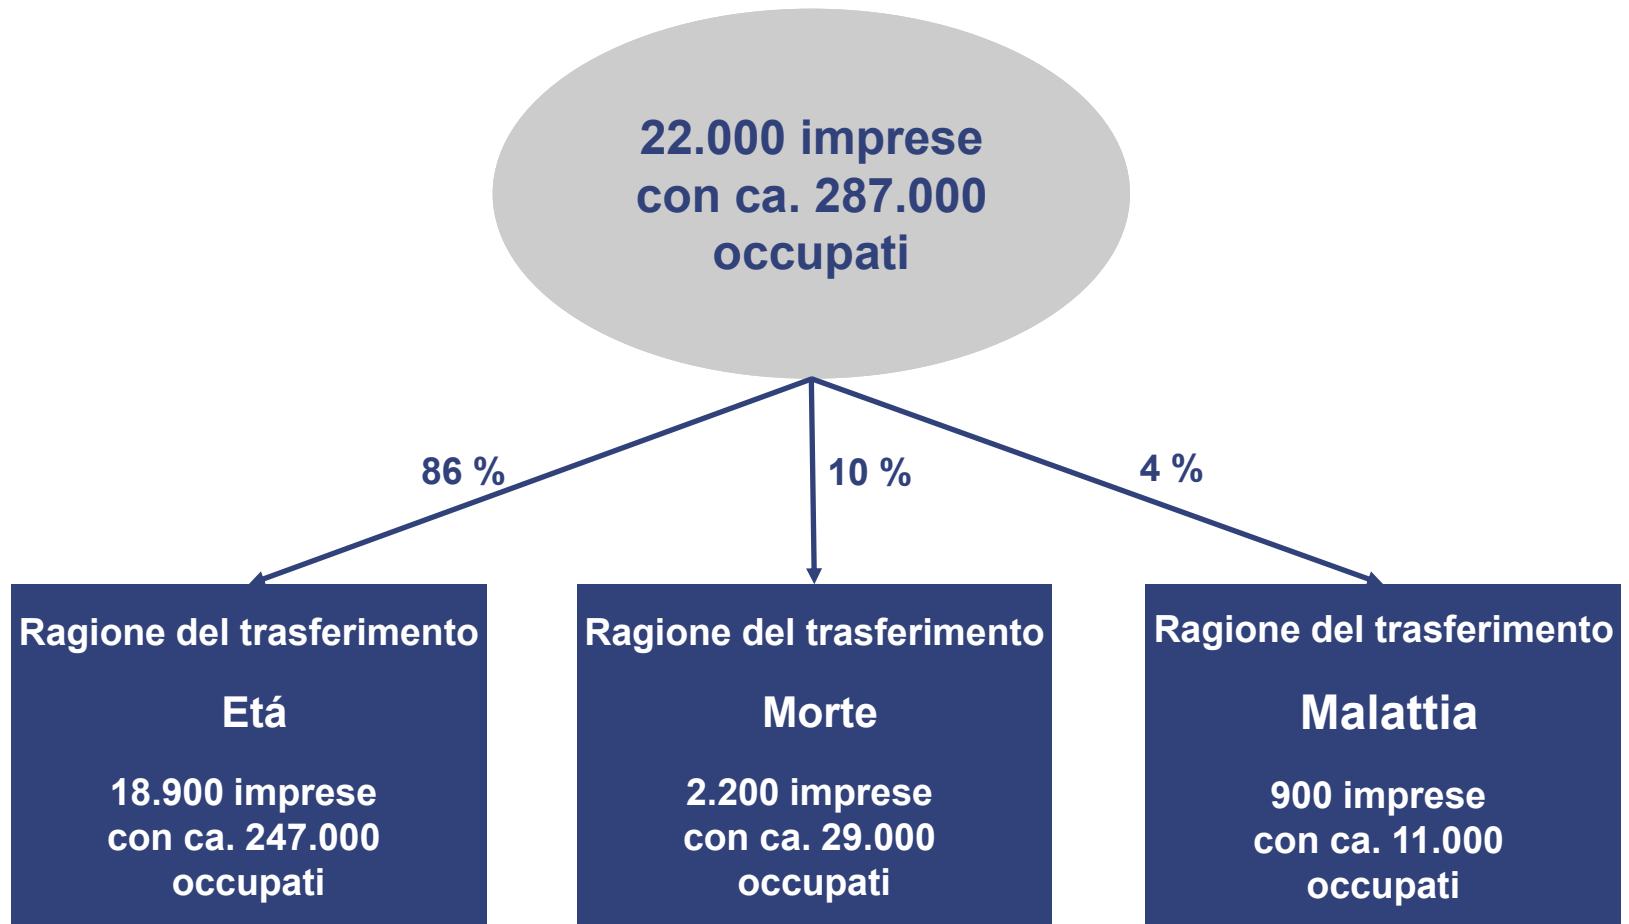 22.000 imprese
con ca. 287.000
occupati
86 %
10 %
4 %
Ragione del trasferimento
Etá
18.900 imprese
con ca. 247.000
occupati
Ragione del trasferimento
Morte
2.200 imprese
con ca. 29.000
occupati
Ragione del trasferimento
Malattia
900 imprese
con ca. 11.000
occupati